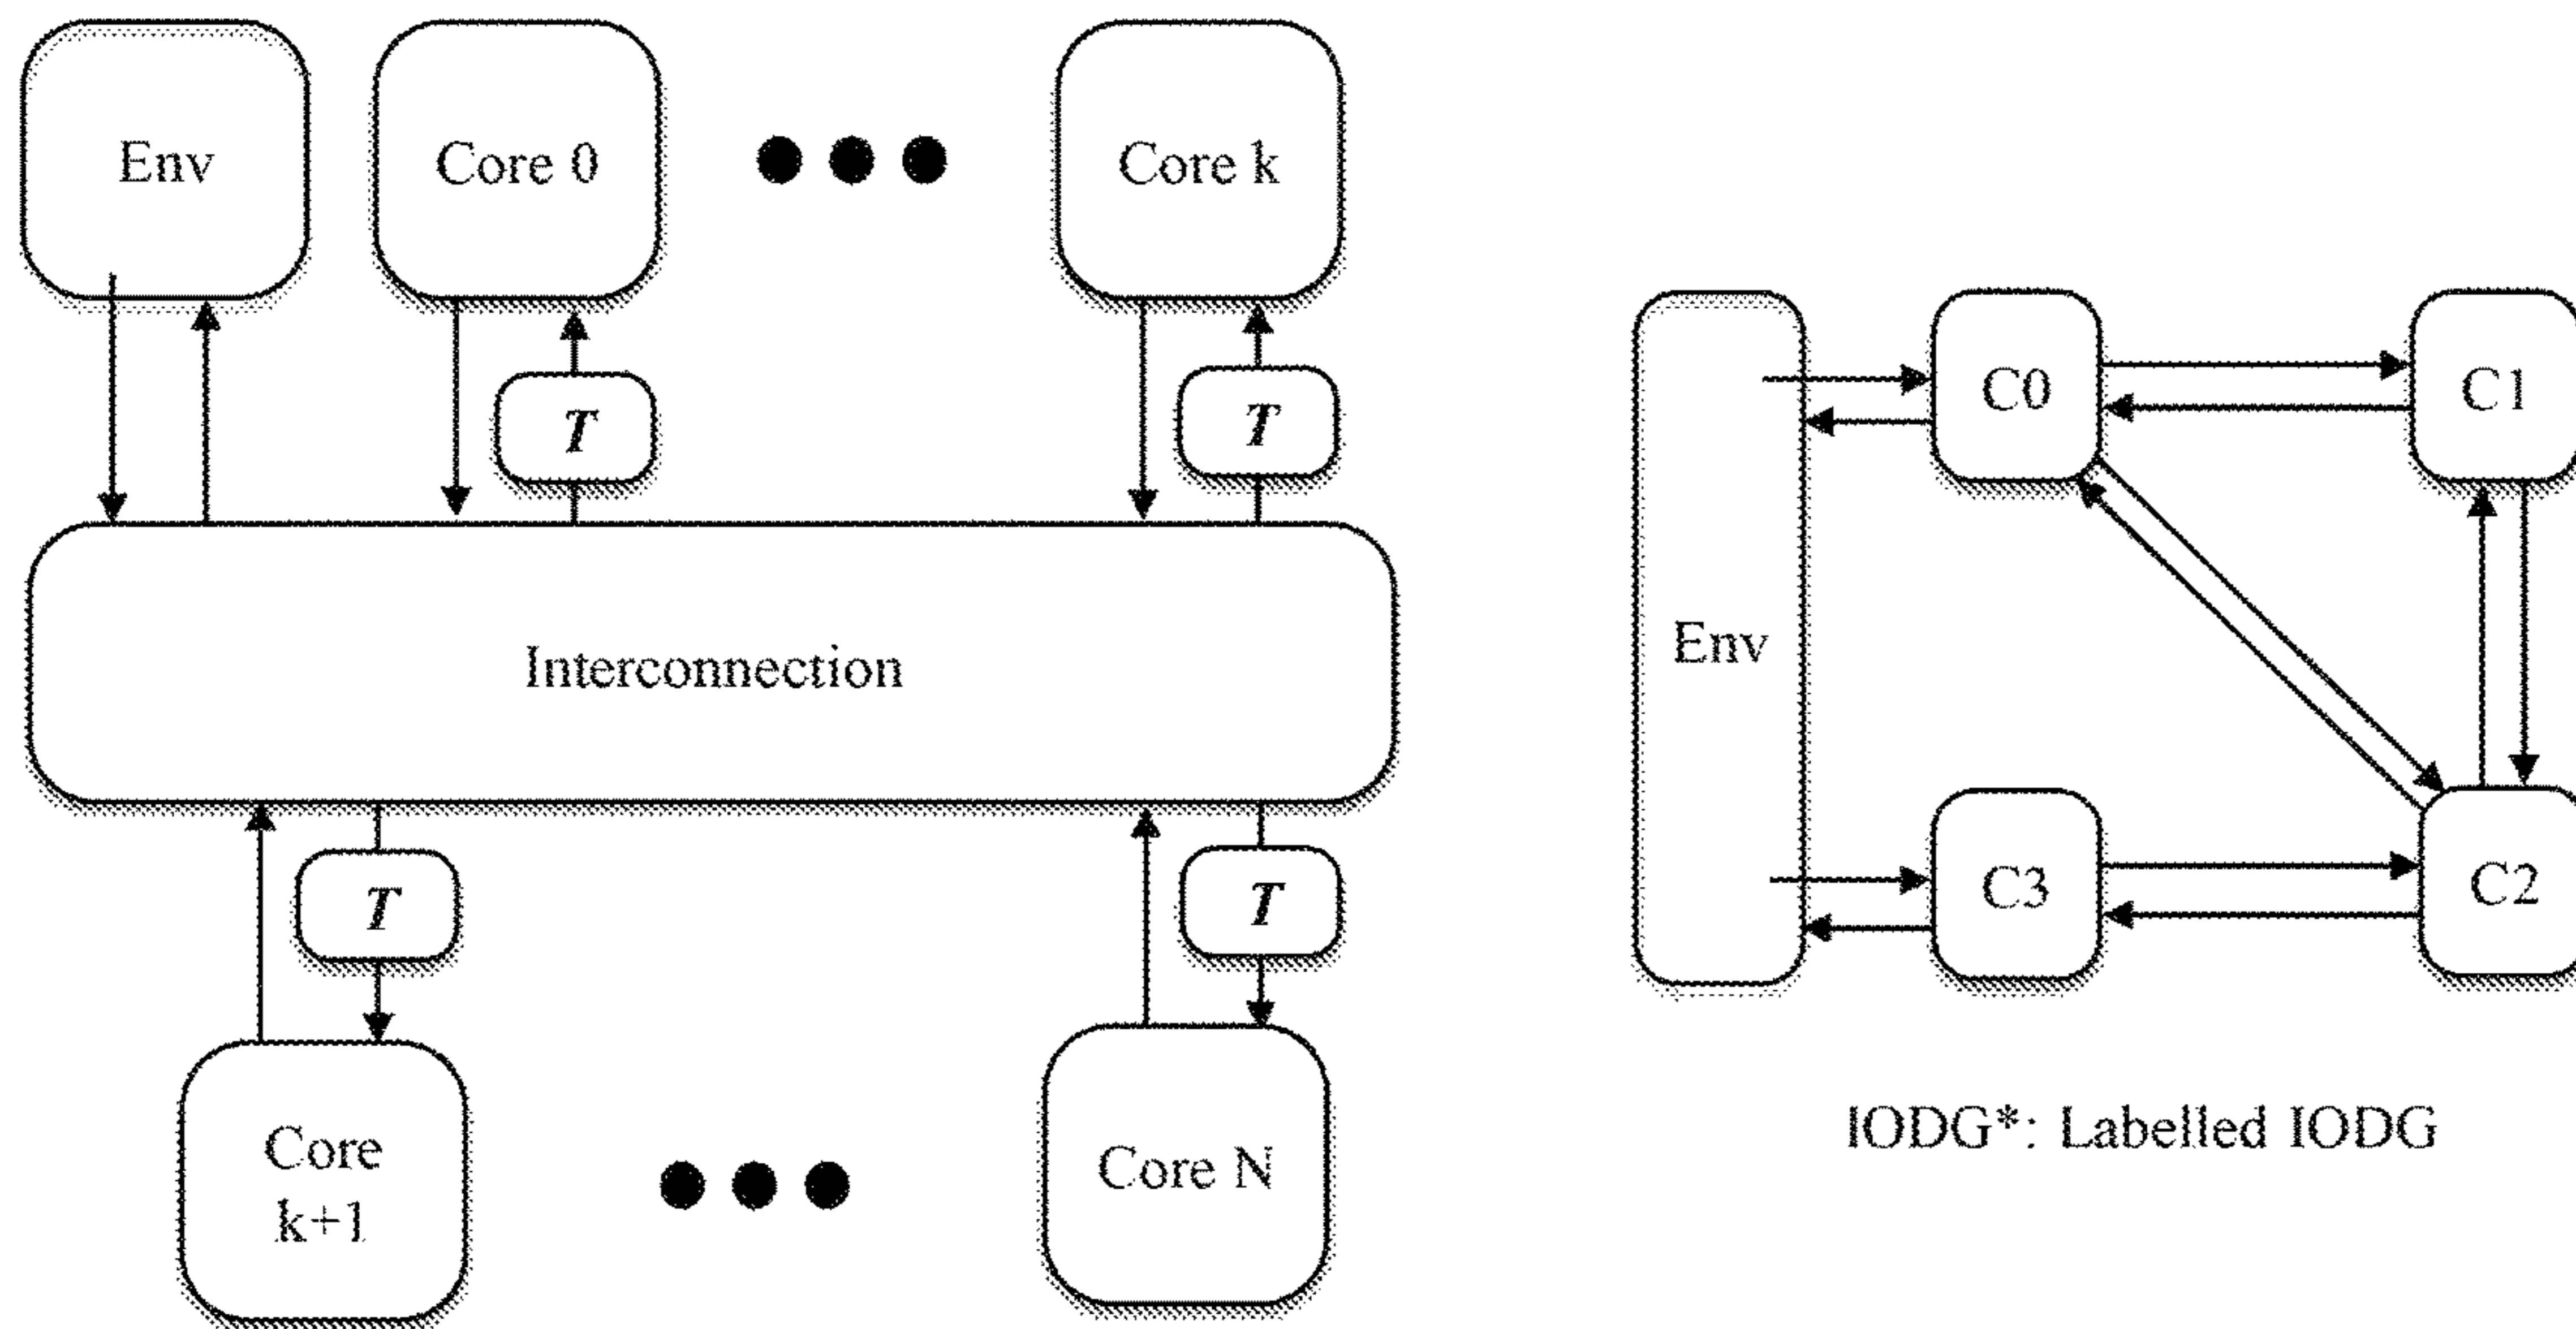 Env
Core 0
Core k
T
T
Interconnection
T
T
Core
k+1
Core N
Env
C0
C1
C3
C2
IODG*: Labelled IODG